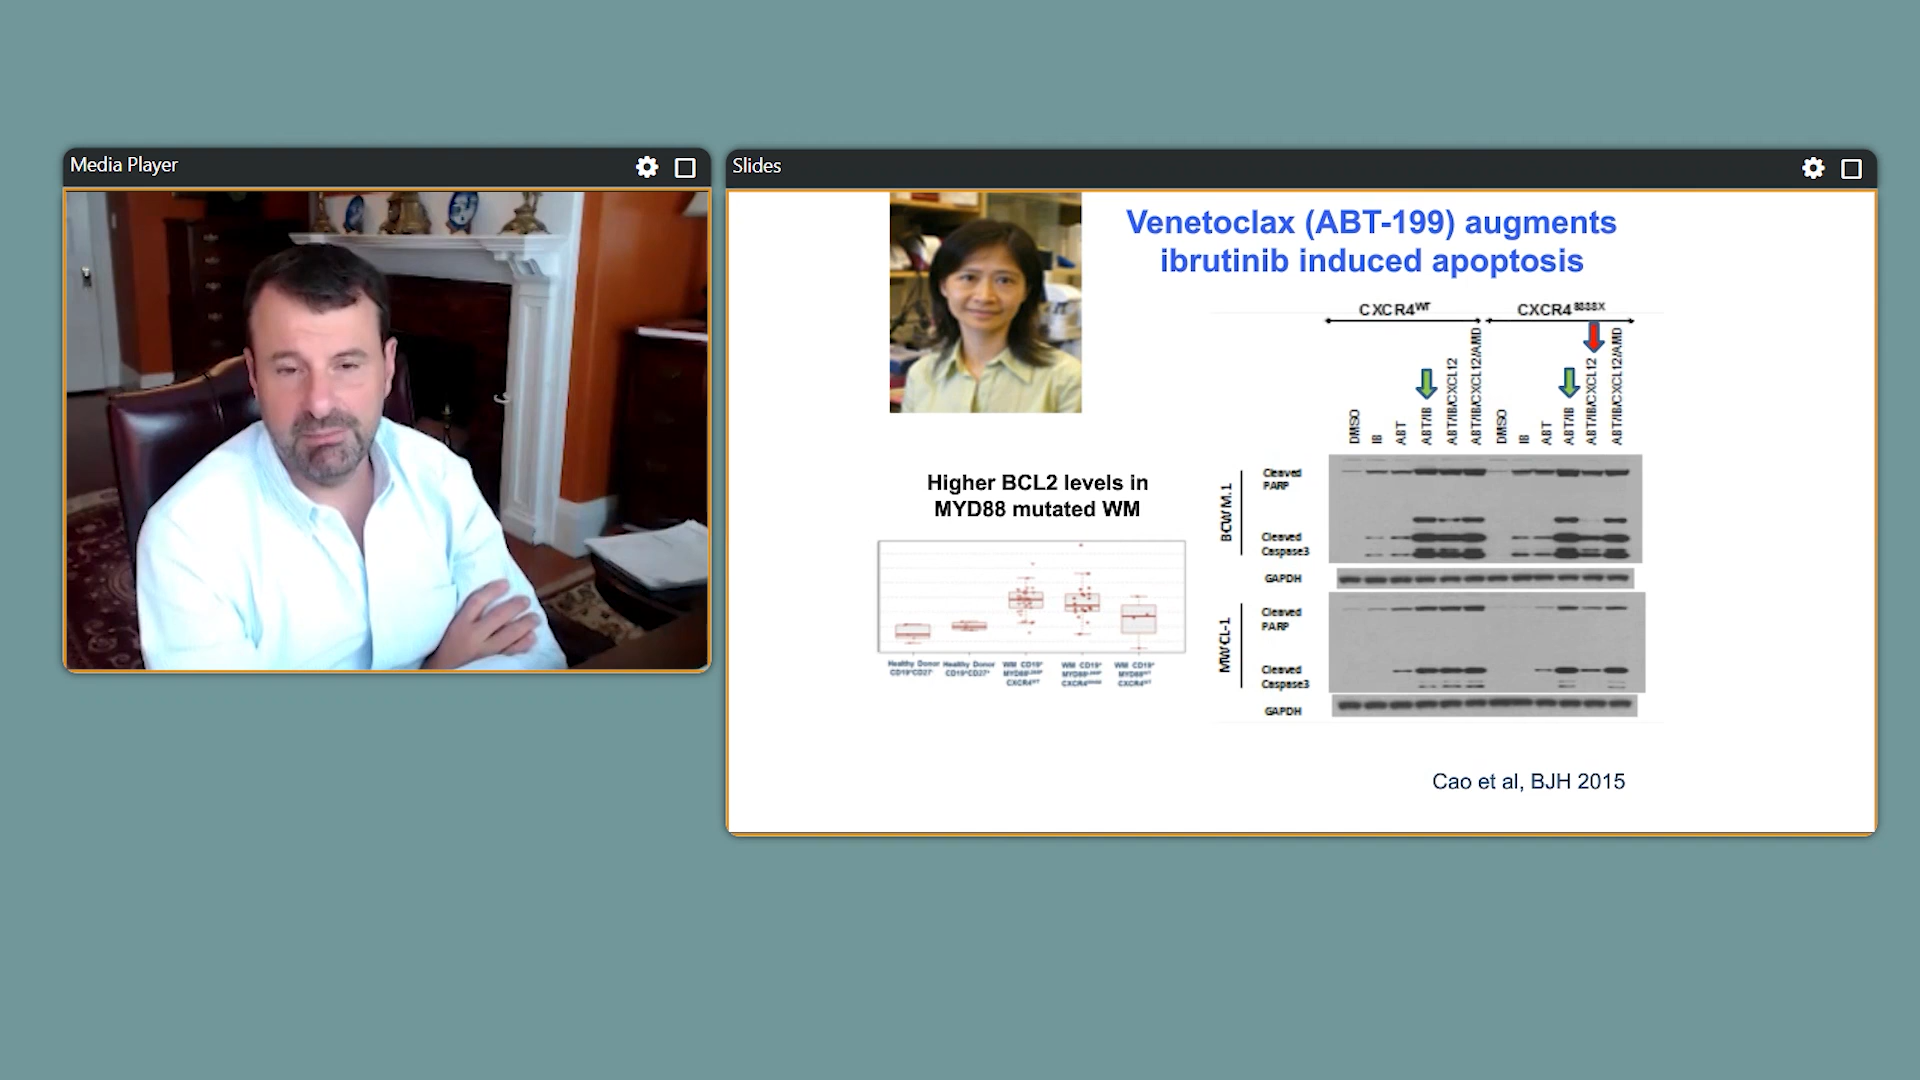 Media Player
Slides
Venetoclax (ABT-199) augments
ibrutinib induced apoptosis
CXCR4WT
CXCR4S338X
DMSO
IB
ABT
ABT/IB
ABT/IB/CXCL12
ABT/IB/CXCL12/AMD
DMSO
IB
ABT
ABT/IB
ABT/IB/CXCL12
ABT/IB/CXCL12/AMD
Higher BCL2 levels in
MYD88 mutated WM
BCWM.1
Cleaved
PARP
Cleaved
Caspase3
GAPDH
MWCL-1
Cleaved
PARP
Cleaved
Caspase3
GAPDH
Healthy Donor
CD19+CD27-
Healthy Donor
CD19+CD27+
WM CD19+
MYD88L265P
CXCR4WT
WM CD19+
MYD88L265P
WM CD19+
MYD88WT
CXCR4WT
Cao et al, BJH 2015